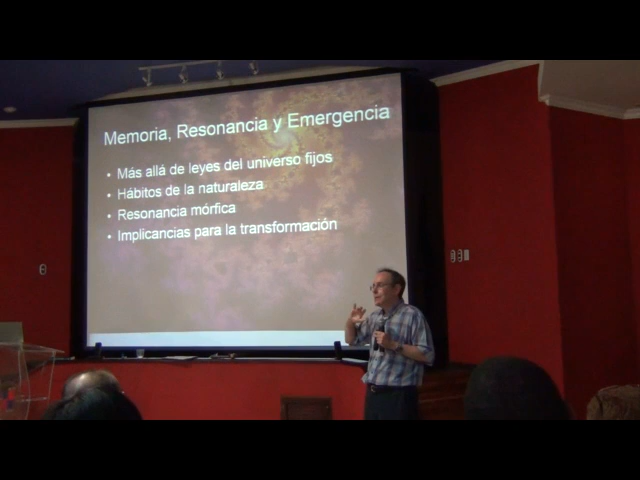 Memoria, Resonancia y Emergencia
• Más allá de leyes del universo fijos
• Hábitos de la naturaleza
• Resonancia mórfica
• Implicancias para la transformación